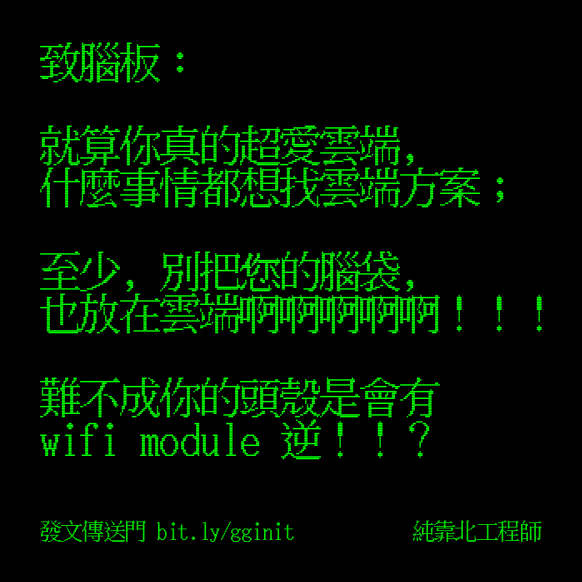 致腦板：
就算你真的超愛雲端，
什麼事情都想找雲端方案；
至少，別把您的腦袋，
也放在雲端啊啊啊啊啊！！！
難不成你的頭殼是會有
wifi module 逆！！？
發文傳送門 bit.ly/gginit
純靠北工程師